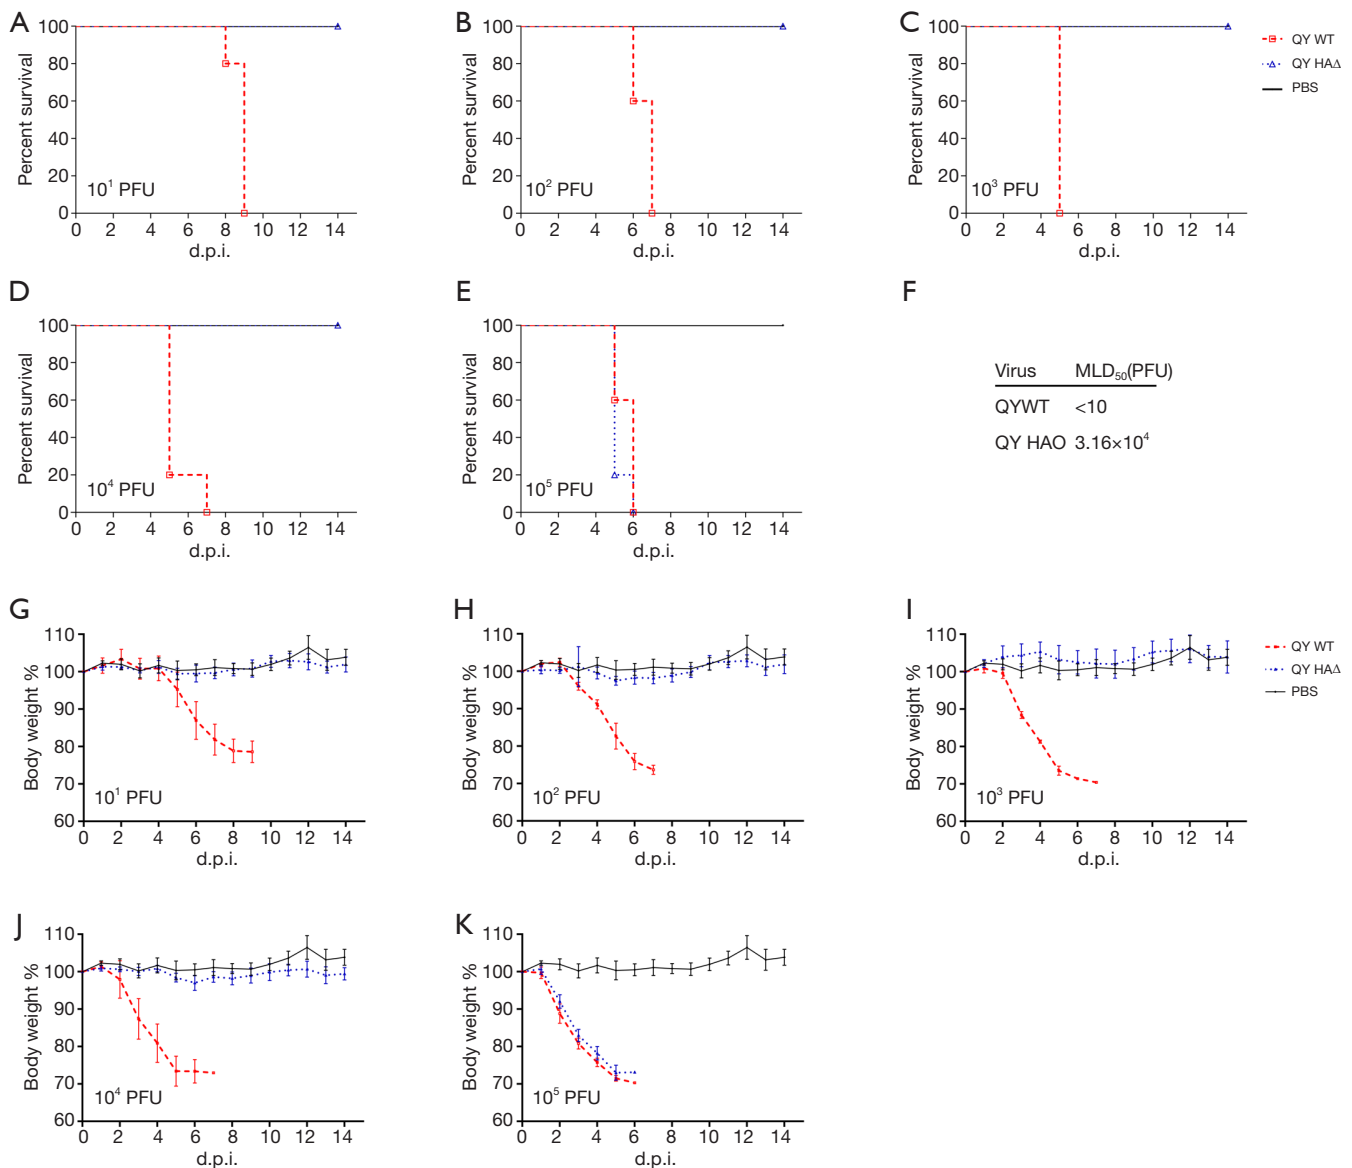 A
B
C
Percent survival
100
80
60
40
20
0
10¹ PFU
0 2 4 6 8 10 12 14
d.p.i.
Percent survival
100
80
60
40
20
0
10² PFU
0 2 4 6 8 10 12 14
d.p.i.
Percent survival
100
80
60
40
20
0
10³ PFU
0 2 4 6 8 10 12 14
d.p.i.
QY WT
QY HAΔ
PBS
D
E
F
Percent survival
100
80
60
40
20
0
10⁴ PFU
0 2 4 6 8 10 12 14
d.p.i.
Percent survival
100
80
60
40
20
0
10⁵ PFU
0 2 4 6 8 10 12 14
d.p.i.
Virus MLD₅₀(PFU)
QYWT <10
QY HAO 3.16×10⁴
G
H
I
Body weight %
110
100
90
80
70
60
10¹ PFU
0 2 4 6 8 10 12 14
d.p.i.
Body weight %
110
100
90
80
70
60
10² PFU
0 2 4 6 8 10 12 14
d.p.i.
Body weight %
110
100
90
80
70
60
10³ PFU
0 2 4 6 8 10 12 14
d.p.i.
QY WT
QY HAΔ
PBS
J
K
Body weight %
110
100
90
80
70
60
10⁴ PFU
0 2 4 6 8 10 12 14
d.p.i.
Body weight %
110
100
90
80
70
60
10⁵ PFU
0 2 4 6 8 10 12 14
d.p.i.